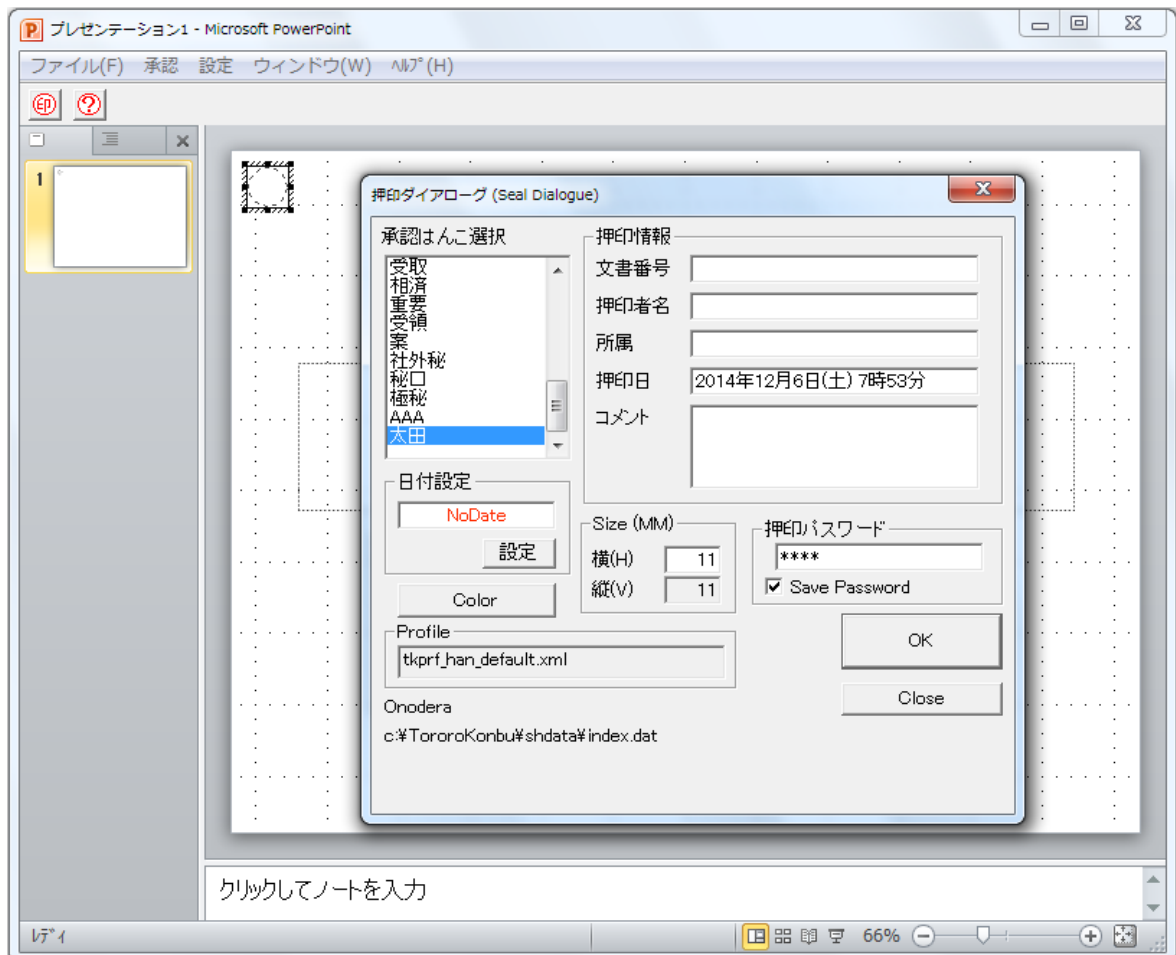 プレゼンテーション1 - Microsoft PowerPoint
ファイル(F) 承認 設定 ウィンドウ(W) ヘルプ(H)
印 ?
1
押印ダイアローグ (Seal Dialogue)
承認はんこ選択
受取
相済
重要
受領
案
社外秘
秘口
極秘
AAA
太田
押印情報
文書番号
押印者名
所属
押印日 2014年12月6日(土) 7時53分
コメント
日付設定
NoDate
設定
Color
Size (MM)
横(H) 11
縦(V) 11
押印パスワード
****
Save Password
Profile
tkprf_han_default.xml
OK
Close
Onodera
c:¥TororoKonbu¥shdata¥index.dat
クリックしてノートを入力
レディ 66%